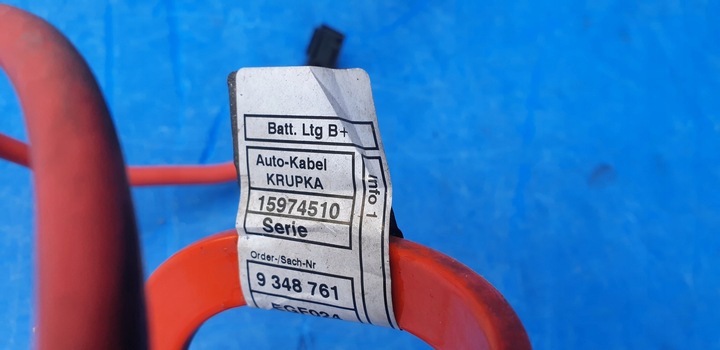 Batt. Ltg B+
Auto-Kabel
KRUPKA
15974510
Serie
Info 1
Order-/Sach-Nr
9 348 761